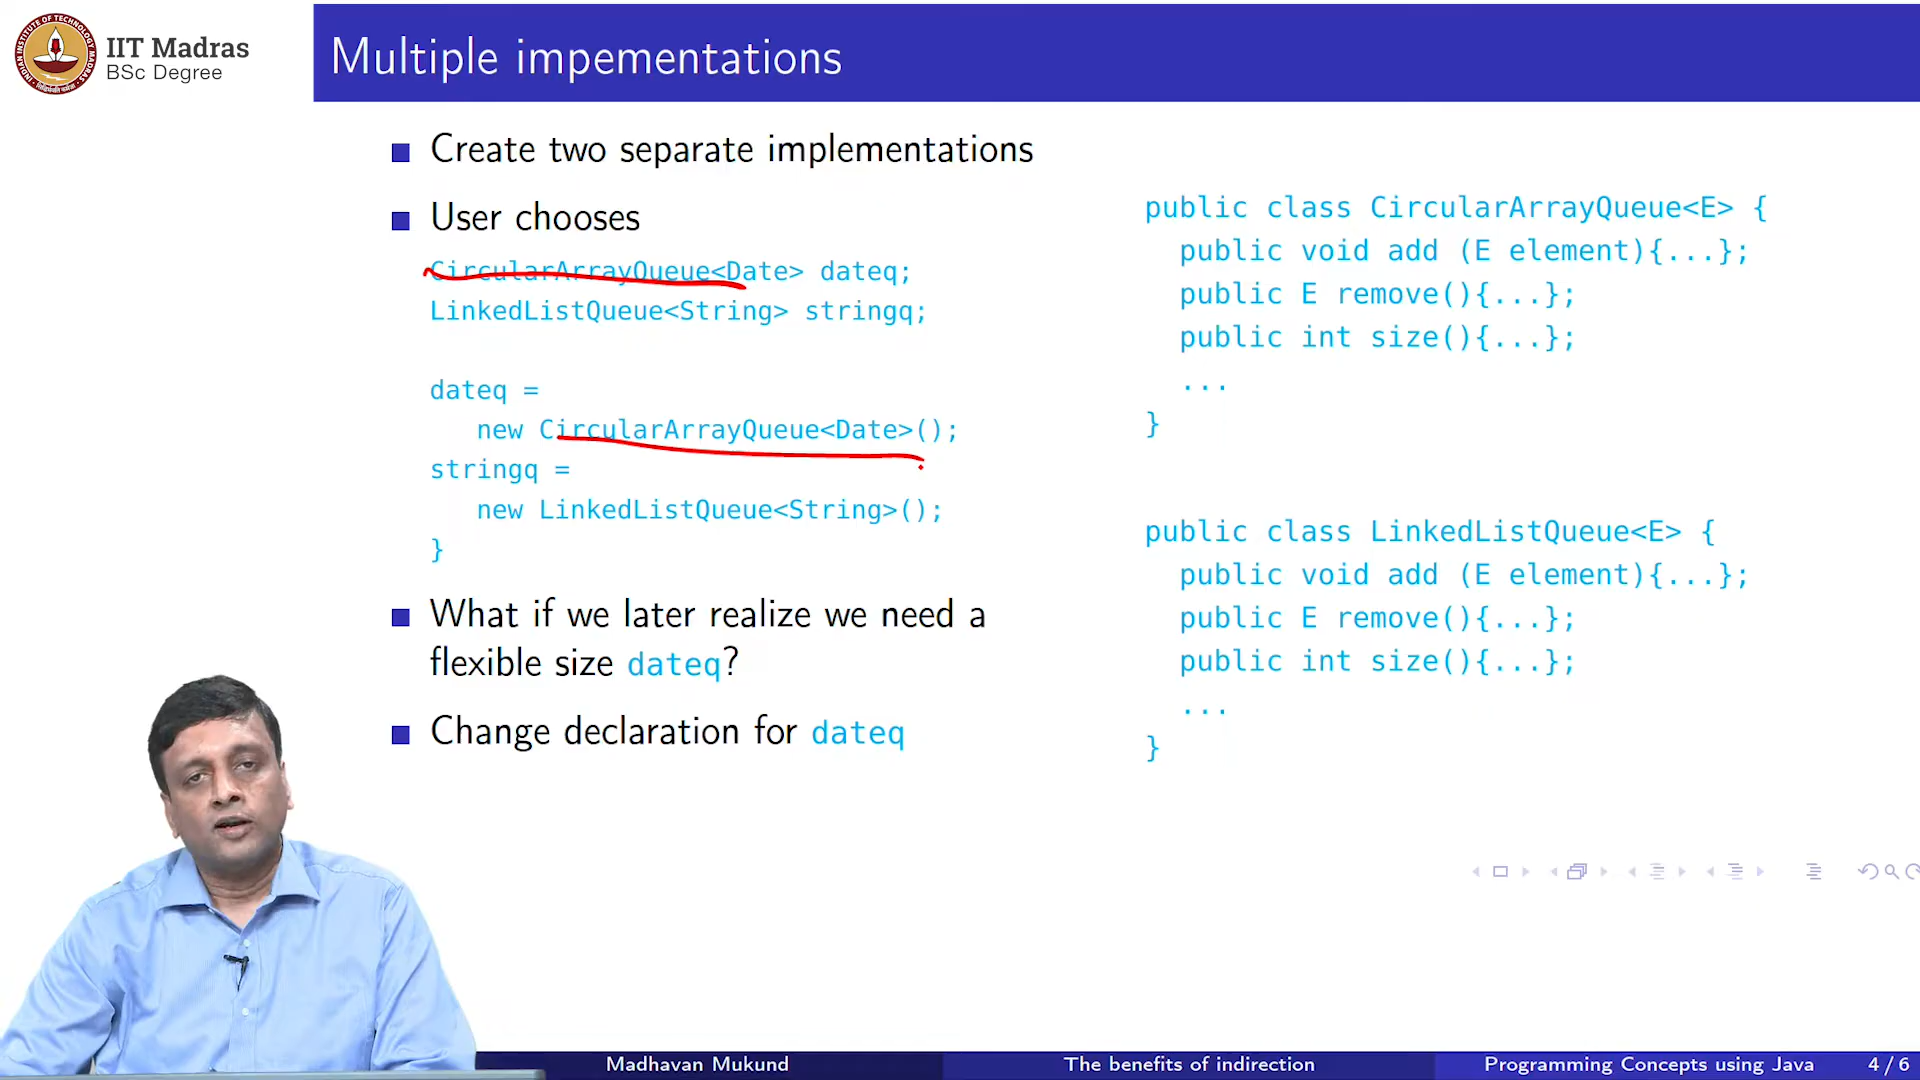 IIT Madras
BSc Degree
Multiple impementations
Create two separate implementations
User chooses
CircularArrayQueue<Date> dateq;
LinkedListQueue<String> stringq;
dateq =
new CircularArrayQueue<Date>();
stringq =
new LinkedListQueue<String>();
}
What if we later realize we need a
flexible size dateq?
Change declaration for dateq
public class CircularArrayQueue<E> {
public void add (E element){...};
public E remove(){...};
public int size(){...};
...
}
public class LinkedListQueue<E> {
public void add (E element){...};
public E remove(){...};
public int size(){...};
...
}
Madhavan Mukund
The benefits of indirection
Programming Concepts using Java
4 / 6